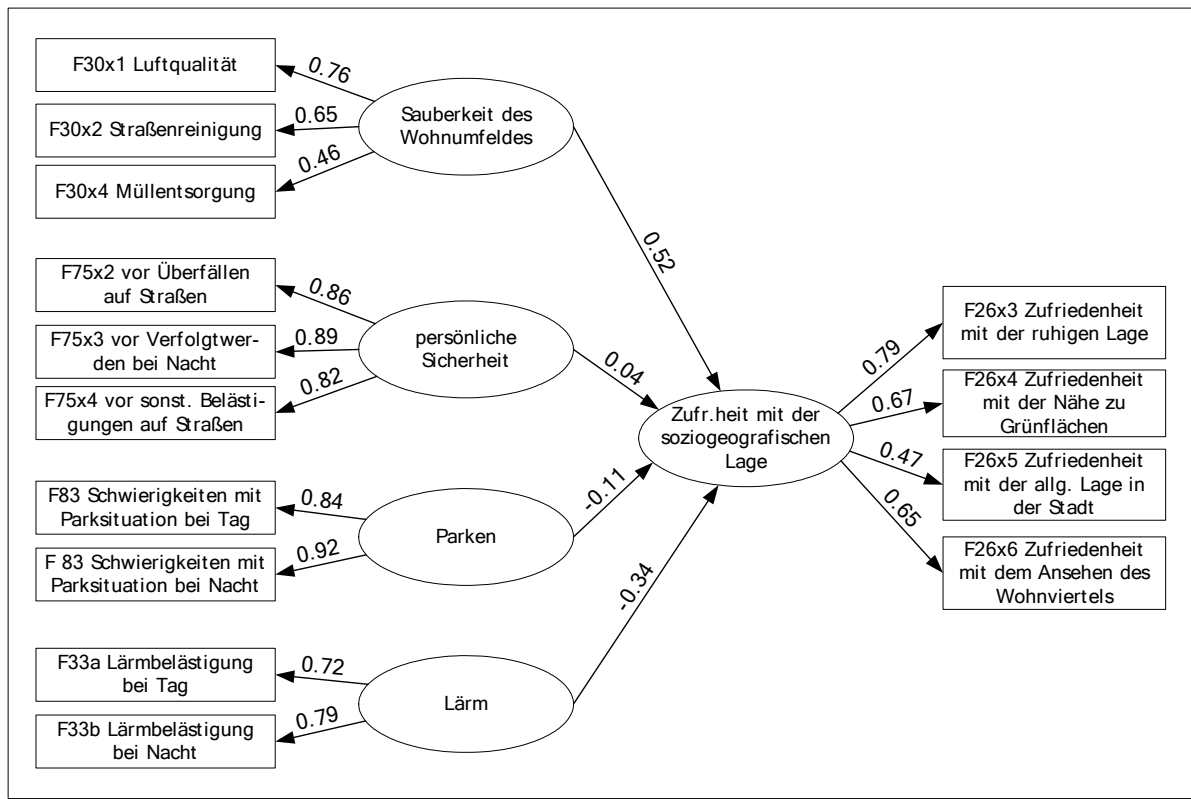 F30x1 Luftqualität
0.76
F30x2 Straßenreinigung
0.65
F30x4 Müllentsorgung
0.46
Sauberkeit des
Wohnumfeldes
0.52
F75x2 vor Überfällen
auf Straßen
0.86
F75x3 vor Verfolgtwer-
den bei Nacht
0.89
F75x4 vor sonst. Belästi-
gungen auf Straßen
0.82
persönliche
Sicherheit
0.04
F83 Schwierigkeiten mit
Parksituation bei Tag
0.84
F 83 Schwierigkeiten mit
Parksituation bei Nacht
0.92
Parken
-0.11
F33a Lärmbelästigung
bei Tag
0.72
F33b Lärmbelästigung
bei Nacht
0.79
Lärm
-0.34
Zufr.heit mit der
soziogeografischen
Lage
0.79
F26x3 Zufriedenheit
mit der ruhigen Lage
0.67
F26x4 Zufriedenheit
mit der Nähe zu
Grünflächen
0.47
F26x5 Zufriedenheit
mit der allg. Lage in
der Stadt
0.65
F26x6 Zufriedenheit
mit dem Ansehen des
Wohnviertels